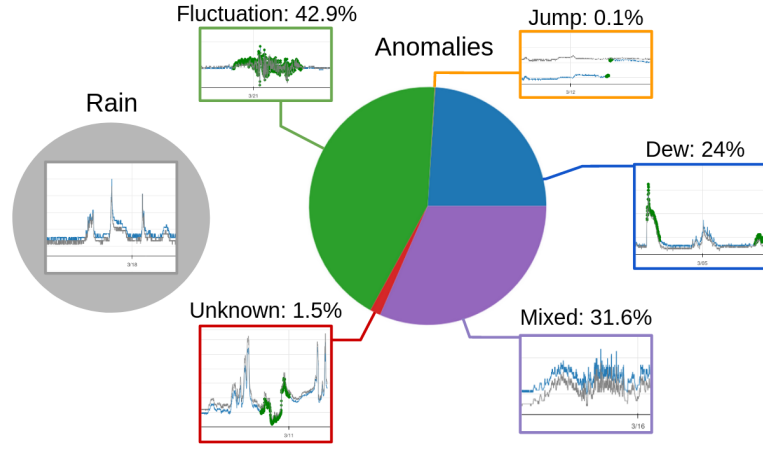 Fluctuation: 42.9%
Jump: 0.1%
Anomalies
3/21
3/12
Rain
Dew: 24%
3/18
3/05
Unknown: 1.5%
Mixed: 31.6%
3/11
3/16